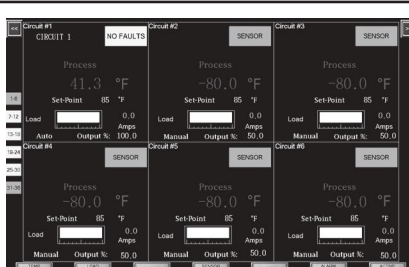 <<
Circuit #1
CIRCUIT 1
NO FAULTS
Process
41.3 °F
Set-Point 85 °F
Load
0.0
Amps
Auto Output %: 100.0
Circuit #2
SENSOR
Process
-80.0 °F
Set-Point 85 °F
Load
0.0
Amps
Manual Output %: 50.0
Circuit #3
SENSOR
Process
-80.0 °F
Set-Point 85 °F
Load
0.0
Amps
Manual Output %: 50.0
1-6
7-12
13-18
19-24
25-30
31-36
Circuit #4
SENSOR
Process
-80.0 °F
Set-Point 85 °F
Load
0.0
Amps
Manual Output %: 50.0
Circuit #5
SENSOR
Process
-80.0 °F
Set-Point 85 °F
Load
0.0
Amps
Manual Output %: 50.0
Circuit #6
SENSOR
Process
-80.0 °F
Set-Point 85 °F
Load
0.0
Amps
Manual Output %: 50.0